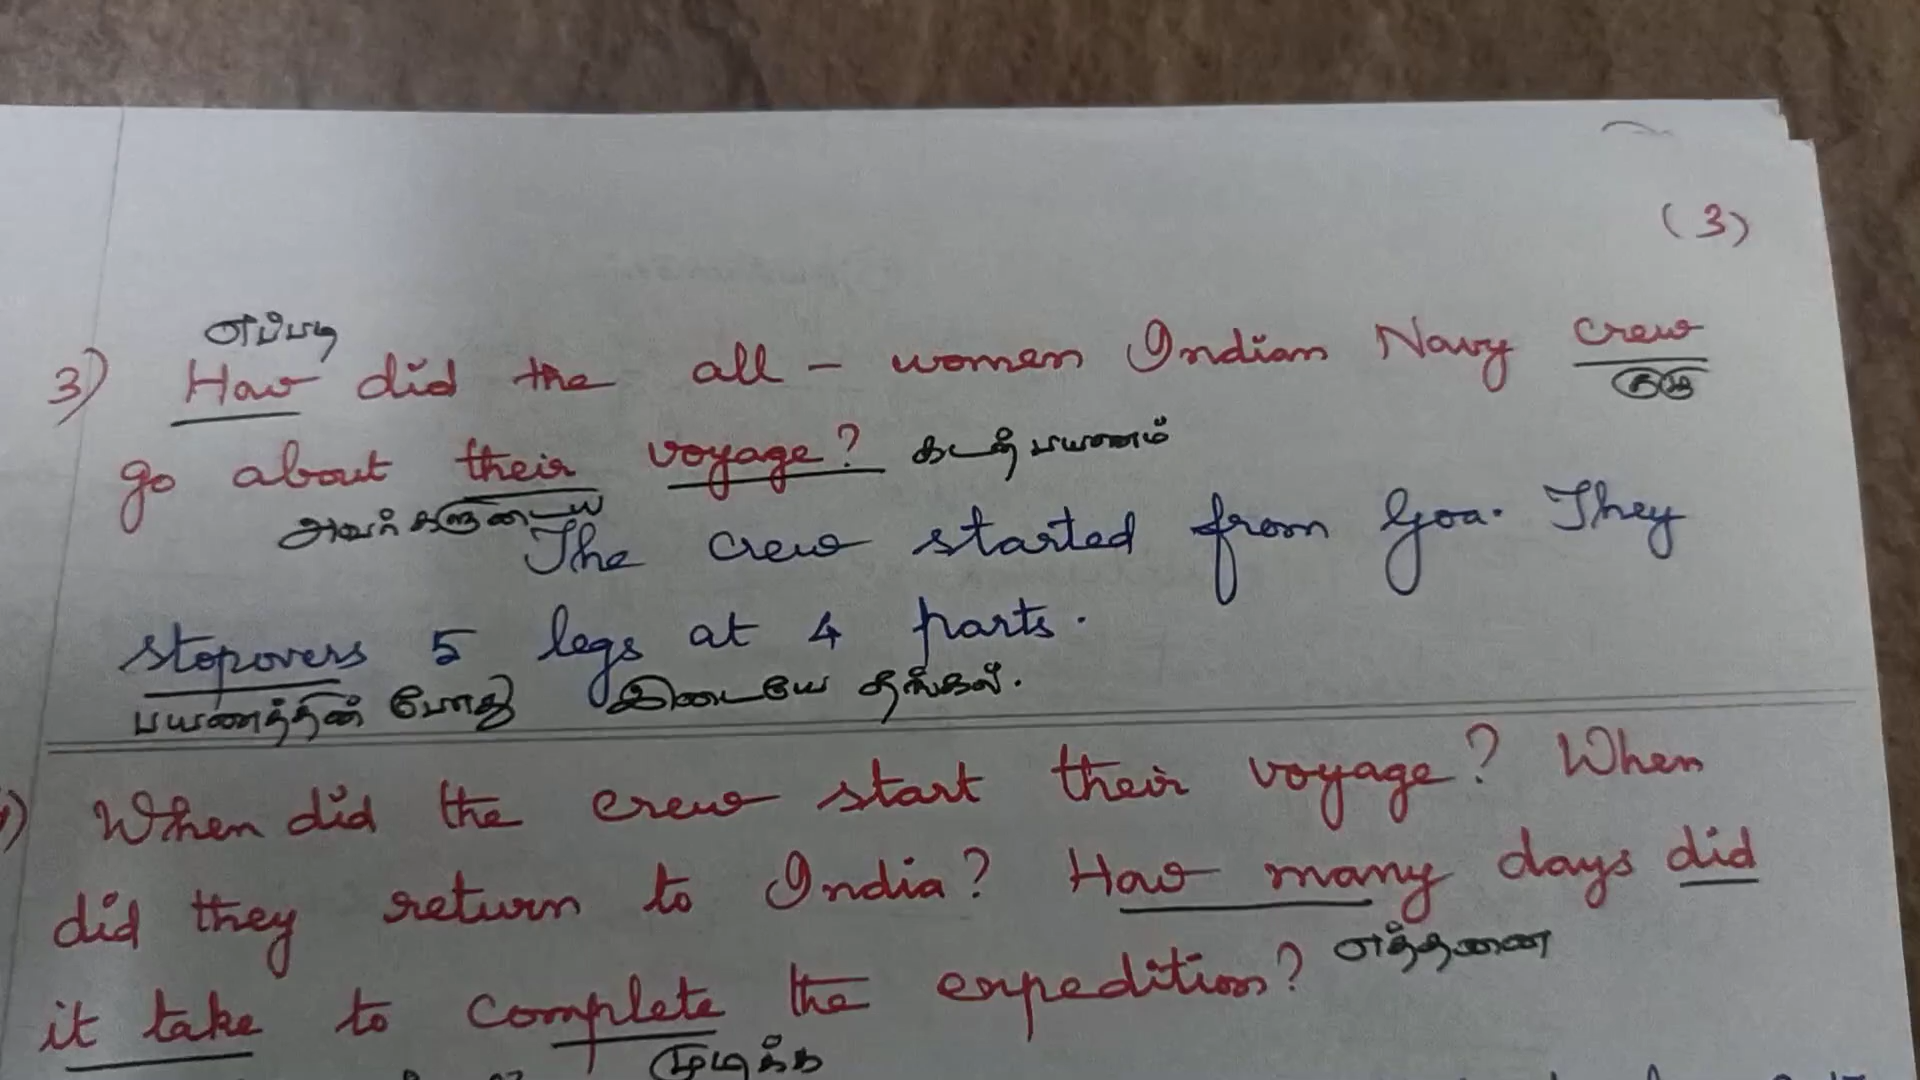 (3)
எப்படி
3) How did the all - women Indian Navy crew
குழு
go about their voyage? கடற் பயணம்
அவர்களுடைய
The crew started from Goa. They
stopovers 5 legs at 4 parts.
பயணத்தின் போது இடையே தங்கல்.
When did the crew start their voyage? When
did they return to India? How many days did
எத்தனை
it take to complete the expedition?
முடிக்க